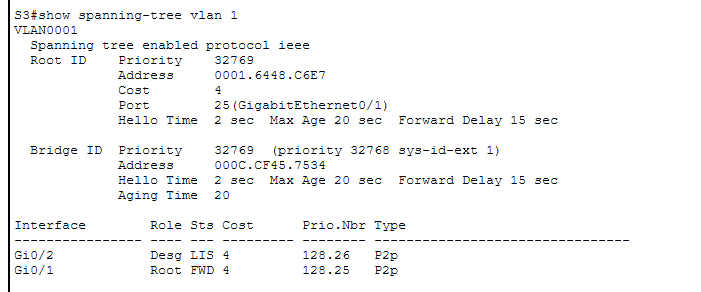 S3#show spanning-tree vlan 1
VLAN0001
Spanning tree enabled protocol ieee
Root ID Priority 32769
Address 0001.6448.C6E7
Cost 4
Port 25(GigabitEthernet0/1)
Hello Time 2 sec Max Age 20 sec Forward Delay 15 sec
Bridge ID Priority 32769 (priority 32768 sys-id-ext 1)
Address 000C.CF45.7534
Hello Time 2 sec Max Age 20 sec Forward Delay 15 sec
Aging Time 20
Interface Role Sts Cost Prio.Nbr Type
---------------- ---- --- --------- -------- --------------------------------
Gi0/2 Desg LIS 4 128.26 P2p
Gi0/1 Root FWD 4 128.25 P2p